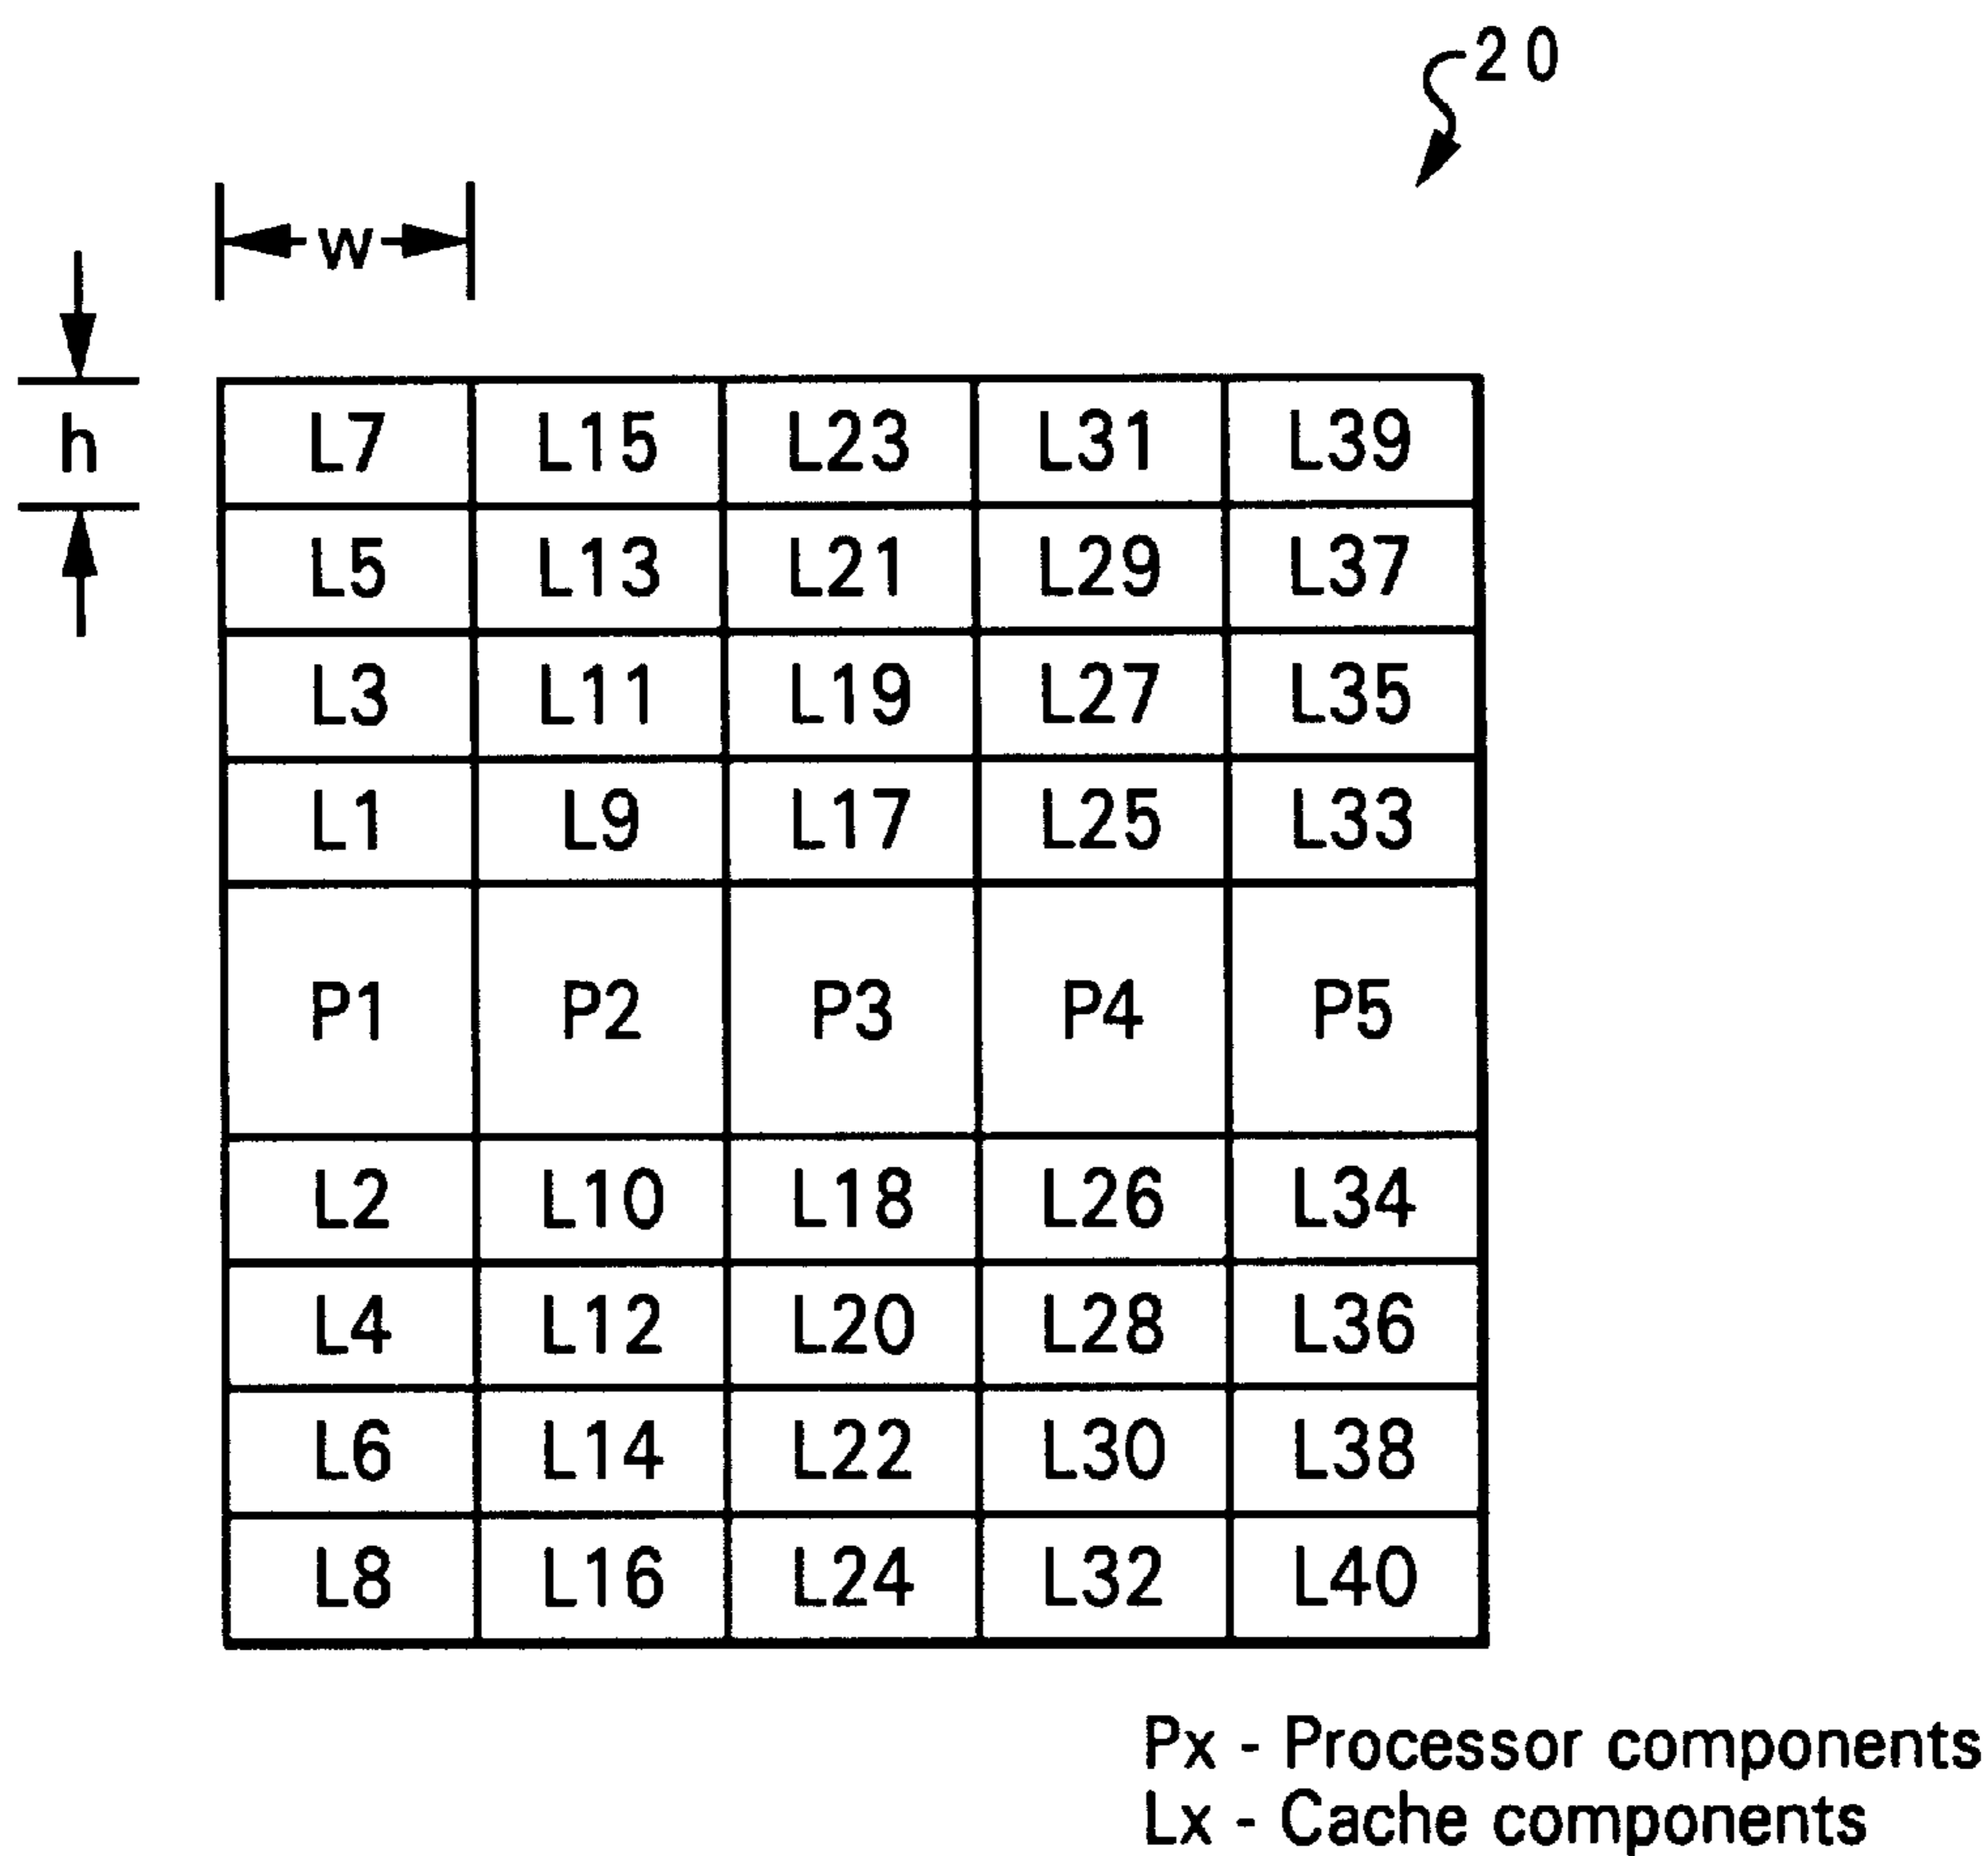 20
w
h
L7 L15 L23 L31 L39
L5 L13 L21 L29 L37
L3 L11 L19 L27 L35
L1 L9 L17 L25 L33
P1 P2 P3 P4 P5
L2 L10 L18 L26 L34
L4 L12 L20 L28 L36
L6 L14 L22 L30 L38
L8 L16 L24 L32 L40
Px - Processor components
Lx - Cache components